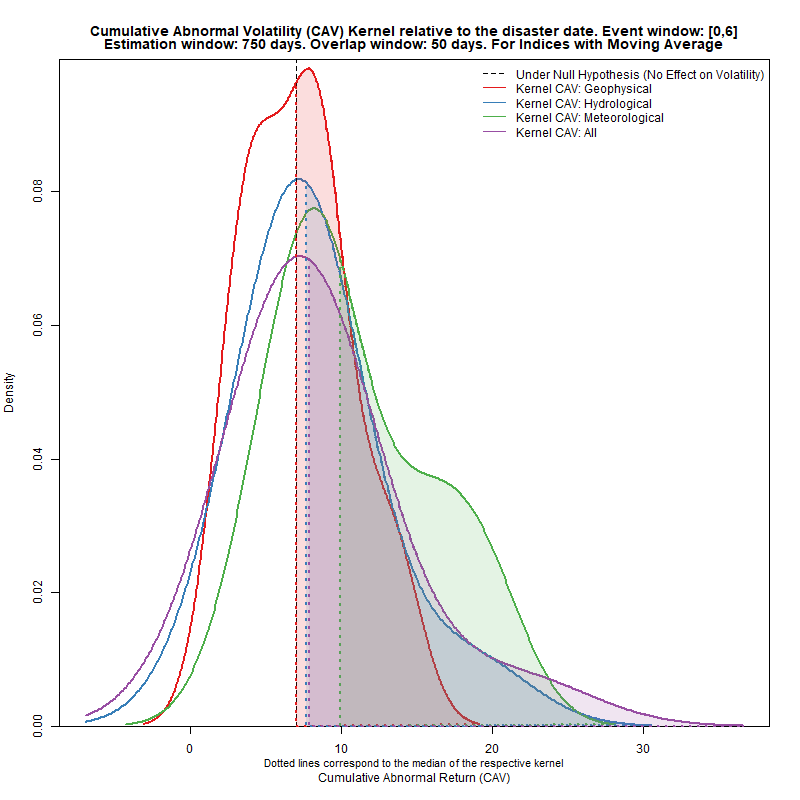 Cumulative Abnormal Volatility (CAV) Kernel relative to the disaster date. Event window: [0,6]
Estimation window: 750 days. Overlap window: 50 days. For Indices with Moving Average
Under Null Hypothesis (No Effect on Volatility)
Kernel CAV: Geophysical
Kernel CAV: Hydrological
Kernel CAV: Meteorological
Kernel CAV: All
Density
0.08
0.06
0.04
0.02
0.00
0 10 20 30
Dotted lines correspond to the median of the respective kernel
Cumulative Abnormal Return (CAV)